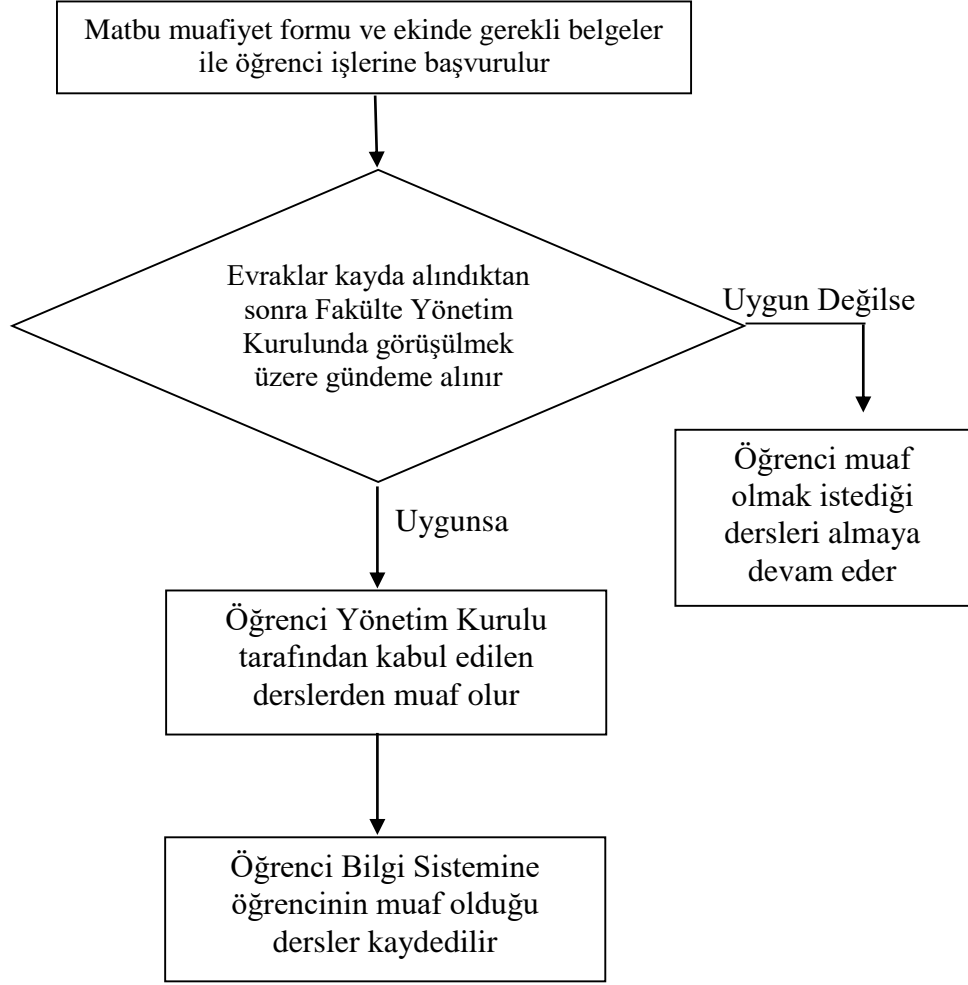 Matbu muafiyet formu ve ekinde gerekli belgeler
ile öğrenci işlerine başvurulur
Evraklar kayda alındıktan
sonra Fakülte Yönetim
Kurulunda görüşülmek
üzere gündeme alınır
Uygun Değilse
Öğrenci muaf
olmak istediği
dersleri almaya
devam eder
Uygunsa
Öğrenci Yönetim Kurulu
tarafından kabul edilen
derslerden muaf olur
Öğrenci Bilgi Sistemine
öğrencinin muaf olduğu
dersler kaydedilir